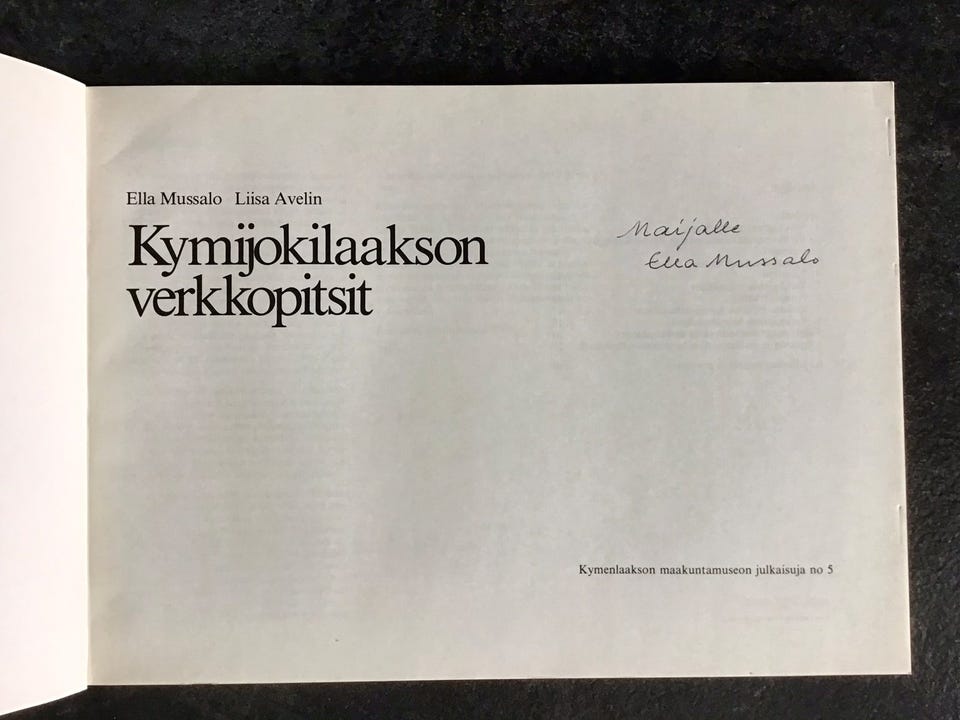 Ella Mussalo Liisa Avelin
Kymijokilaakson
verkkopitsit
Maijalle
Ella Mussalo
Kymenlaakson maakuntamuseon julkaisuja no 5